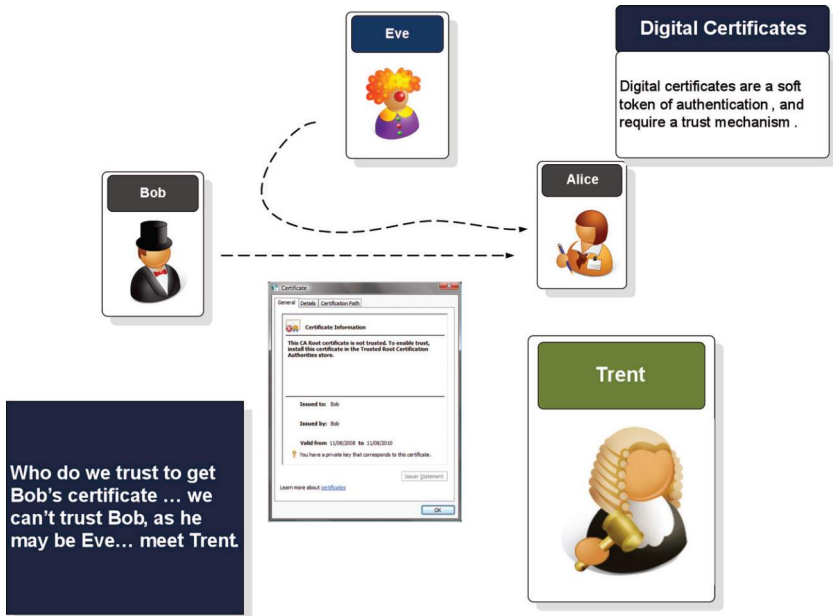 Eve
Digital Certificates
Digital certificates are a soft
token of authentication , and
require a trust mechanism .
Bob
Alice
Certificate
General Details Certification Path
Certificate Information
This CA Root certificate is not trusted. To enable trust,
install this certificate in the Trusted Root Certification
Authorities store.
Issued to: Bob
Issued by: Bob
Valid from 11/08/2008 to 11/08/2010
You have a private key that corresponds to this certificate.
Issuer Statement
Learn more about certificates
OK
Trent
Who do we trust to get
Bob's certificate ... we
can't trust Bob, as he
may be Eve... meet Trent.